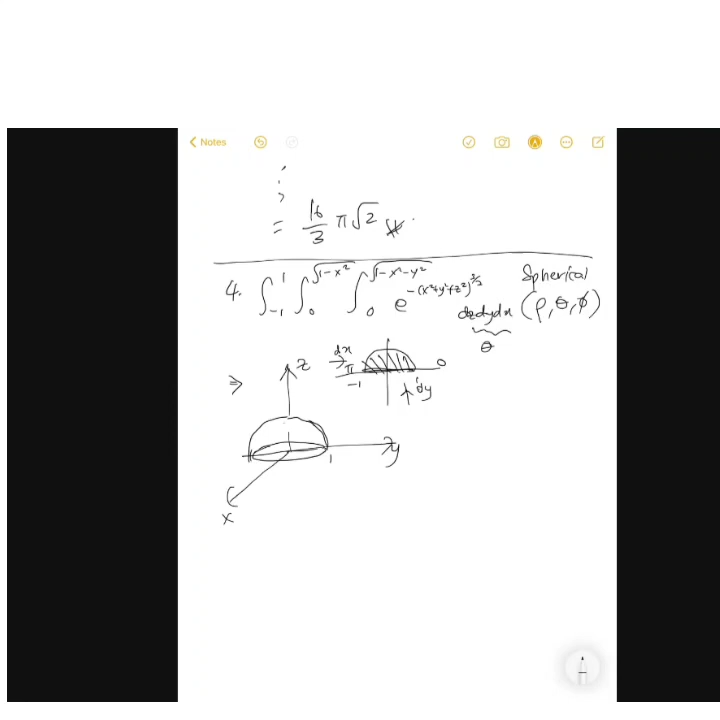 Notes
= 16/3 π√2
4. ∫_{-1}^{1} ∫_{0}^{√(1-x²)} ∫_{0}^{√(1-x²-y²)} e^{-(x²+y²+z²)^{3/2}} dzdydx
Spherical
(ρ, θ, φ)
θ
⇒ z
dx
π
-1
0
1
dy
y
1
x